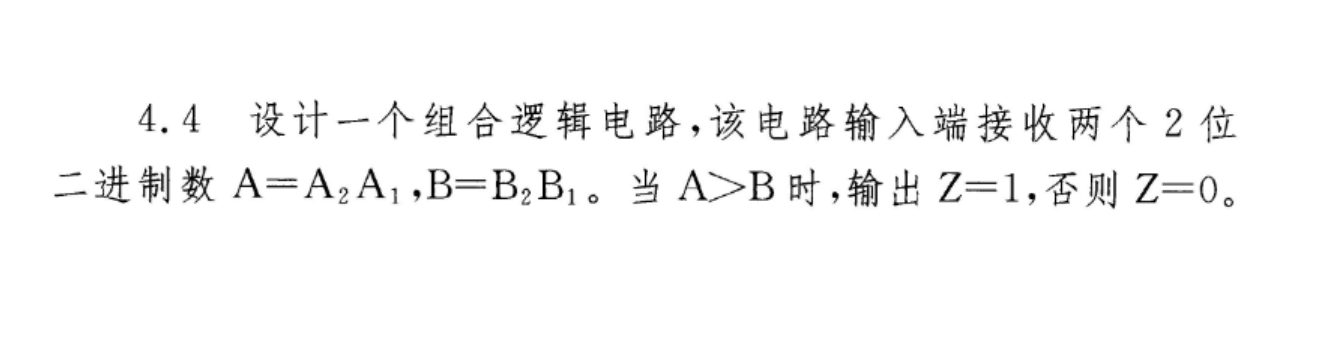 4.4 设计一个组合逻辑电路,该电路输入端接收两个 2 位
二进制数 A=A₂A₁,B=B₂B₁。当 A>B 时,输出 Z=1,否则 Z=0。